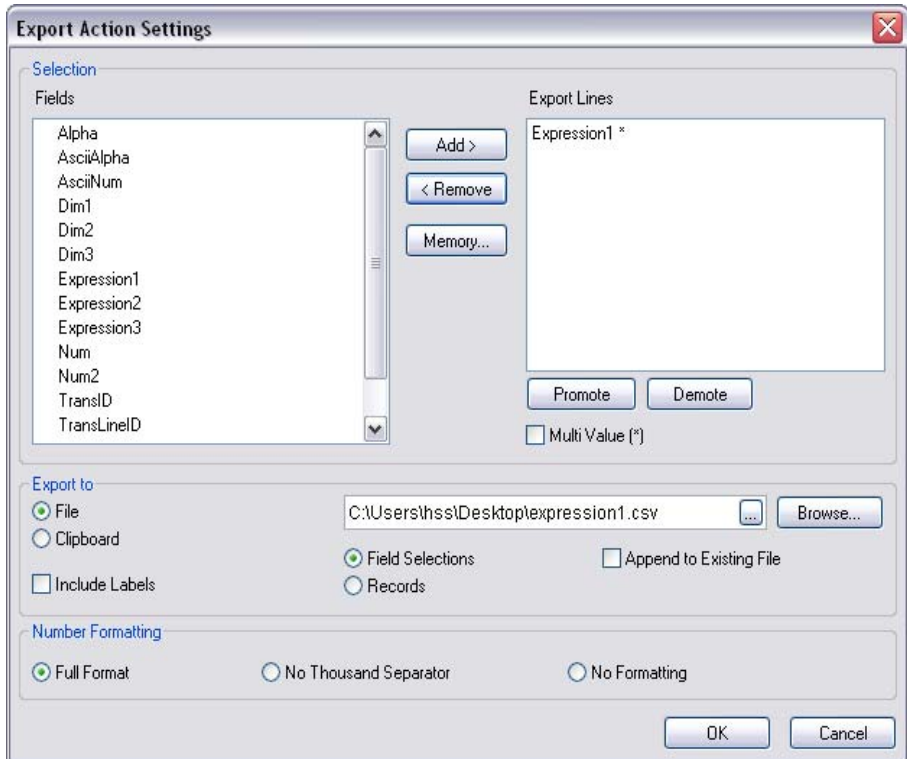 Export Action Settings
Selection
Fields
Export Lines
Alpha
AsciiAlpha
AsciiNum
Dim1
Dim2
Dim3
Expression1
Expression2
Expression3
Num
Num2
TransID
TransLineID
Add >
< Remove
Memory...
Expression1 *
Promote
Demote
Multi Value (*)
Export to
File
C:\Users\hss\Desktop\expression1.csv
...
Browse...
Clipboard
Field Selections
Append to Existing File
Include Labels
Records
Number Formatting
Full Format
No Thousand Separator
No Formatting
OK
Cancel